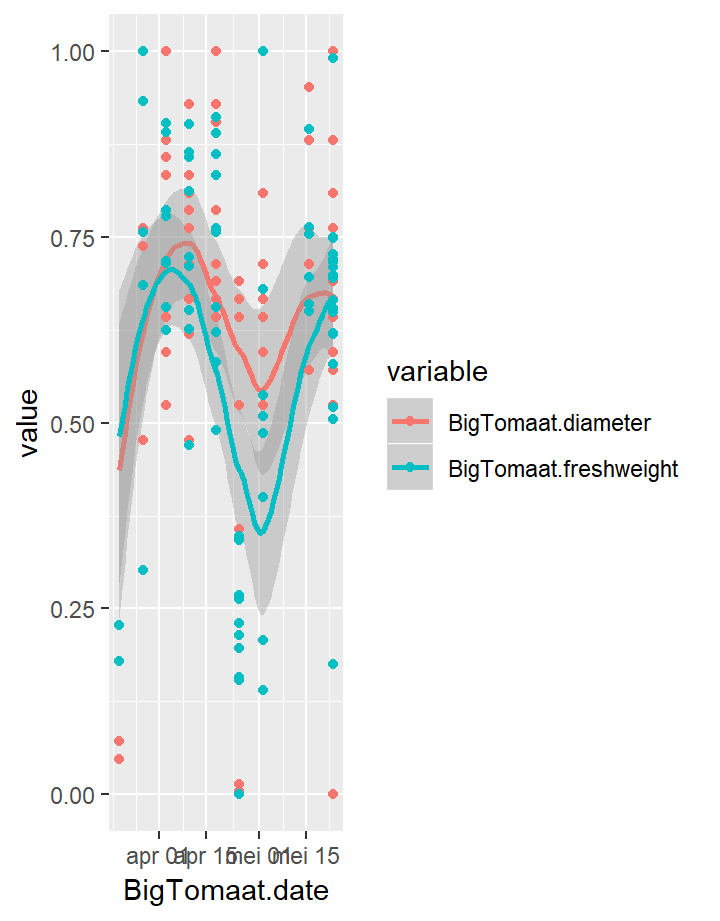 1.00
0.75
0.50
0.25
0.00
value
apr 01
apr 15
mei 01
mei 15
BigTomaat.date
variable
BigTomaat.diameter
BigTomaat.freshweight